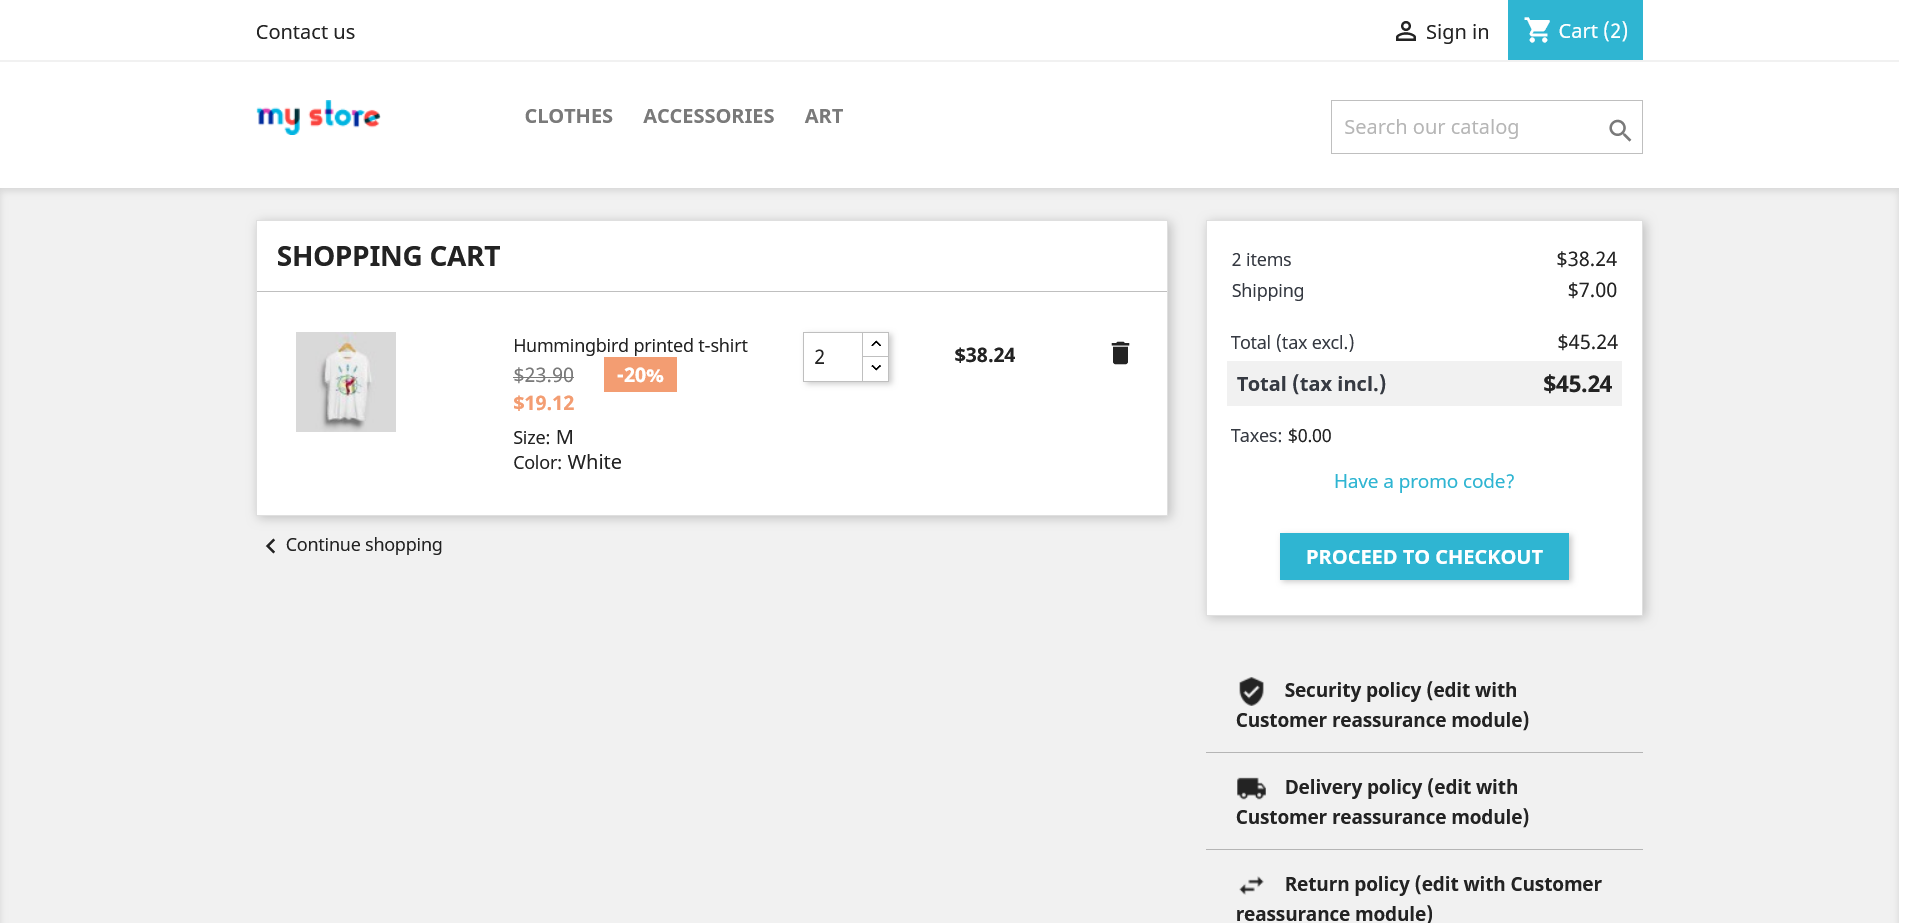 Contact us
Sign in
Cart (2)
my store
CLOTHES
ACCESSORIES
ART
Search our catalog
SHOPPING CART
Hummingbird printed t-shirt
$23.90
-20%
$19.12
Size: M
Color: White
2
$38.24
Continue shopping
2 items
$38.24
Shipping
$7.00
Total (tax excl.)
$45.24
Total (tax incl.)
$45.24
Taxes: $0.00
Have a promo code?
PROCEED TO CHECKOUT
Security policy (edit with
Customer reassurance module)
Delivery policy (edit with
Customer reassurance module)
Return policy (edit with Customer
reassurance module)